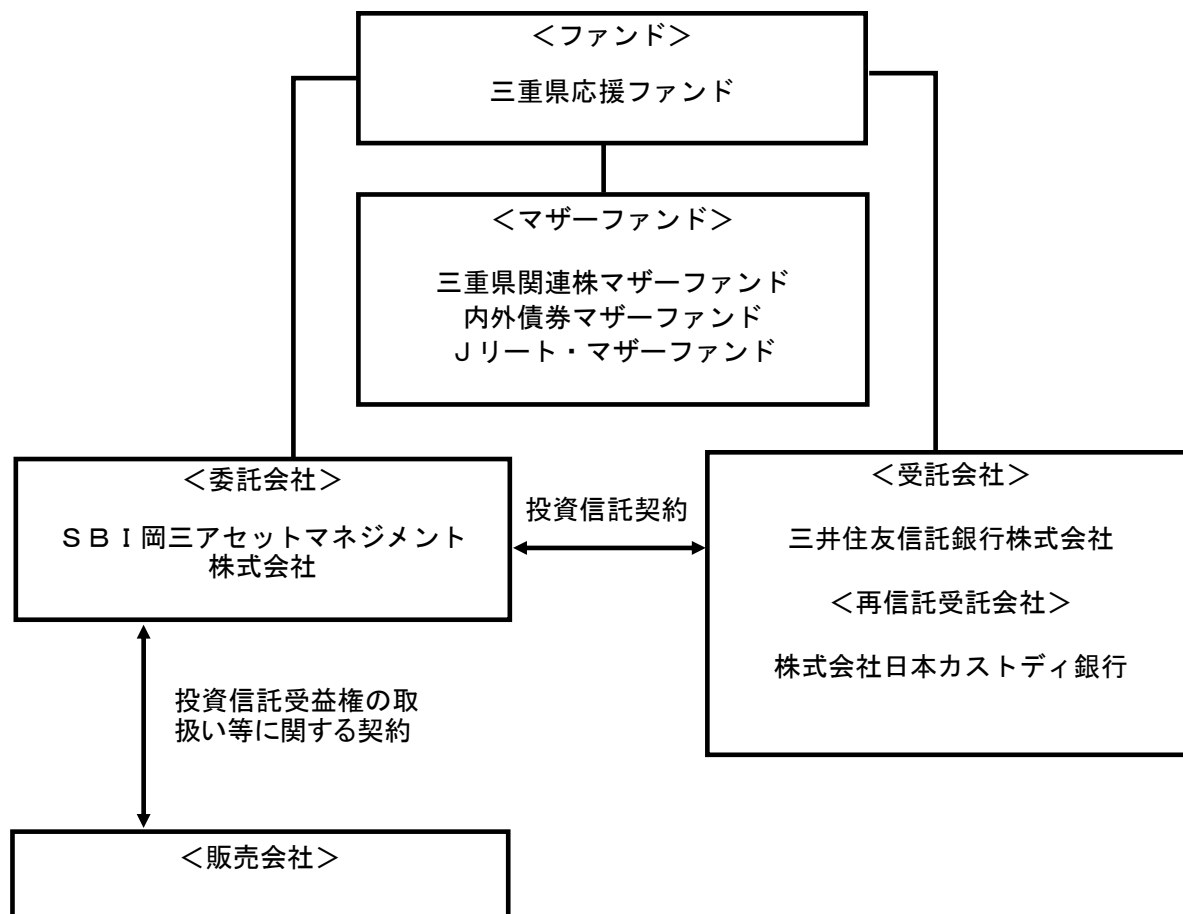 ＜ファンド＞
三重県応援ファンド
＜マザーファンド＞
三重県関連株マザーファンド
内外債券マザーファンド
Ｊリート・マザーファンド
＜委託会社＞
ＳＢＩ岡三アセットマネジメント
株式会社
投資信託契約
＜受託会社＞
三井住友信託銀行株式会社
＜再信託受託会社＞
株式会社日本カストディ銀行
投資信託受益権の取
扱い等に関する契約
＜販売会社＞